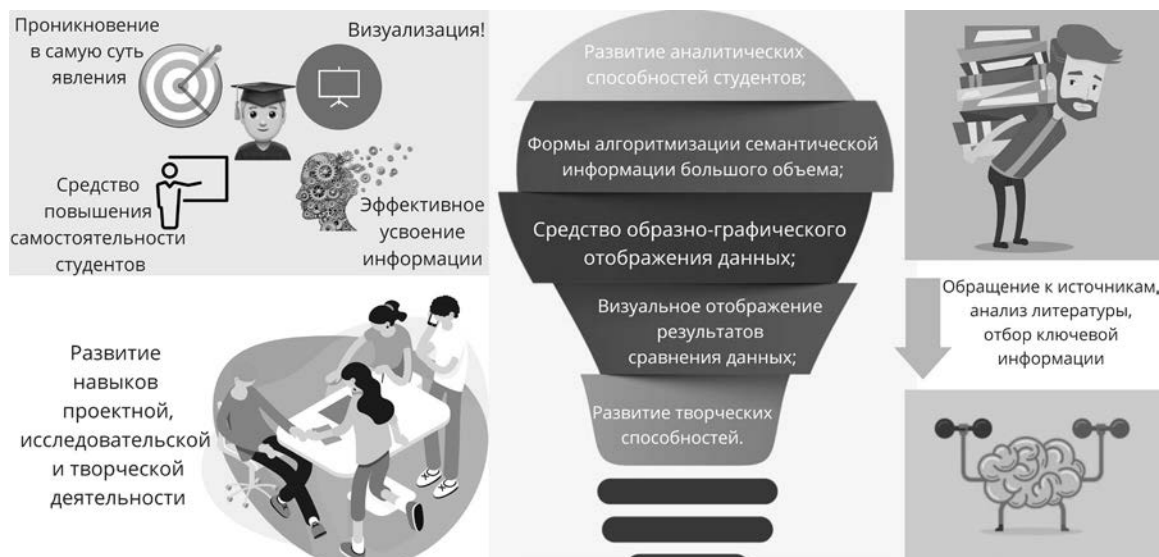 Проникновение
в самую суть
явления
Визуализация!
Средство
повышения
самостоятельности
студентов
Эффективное
усвоение
информации
Развитие
навыков
проектной,
исследовательской
и творческой
деятельности
Развитие аналитических
способностей студентов;
Формы алгоритмизации семантической
информации большого объема;
Средство образно-графического
отображения данных;
Визуальное отображение
результатов
сравнения данных;
Развитие творческих
способностей.
Обращение к источникам,
анализ литературы,
отбор ключевой
информации